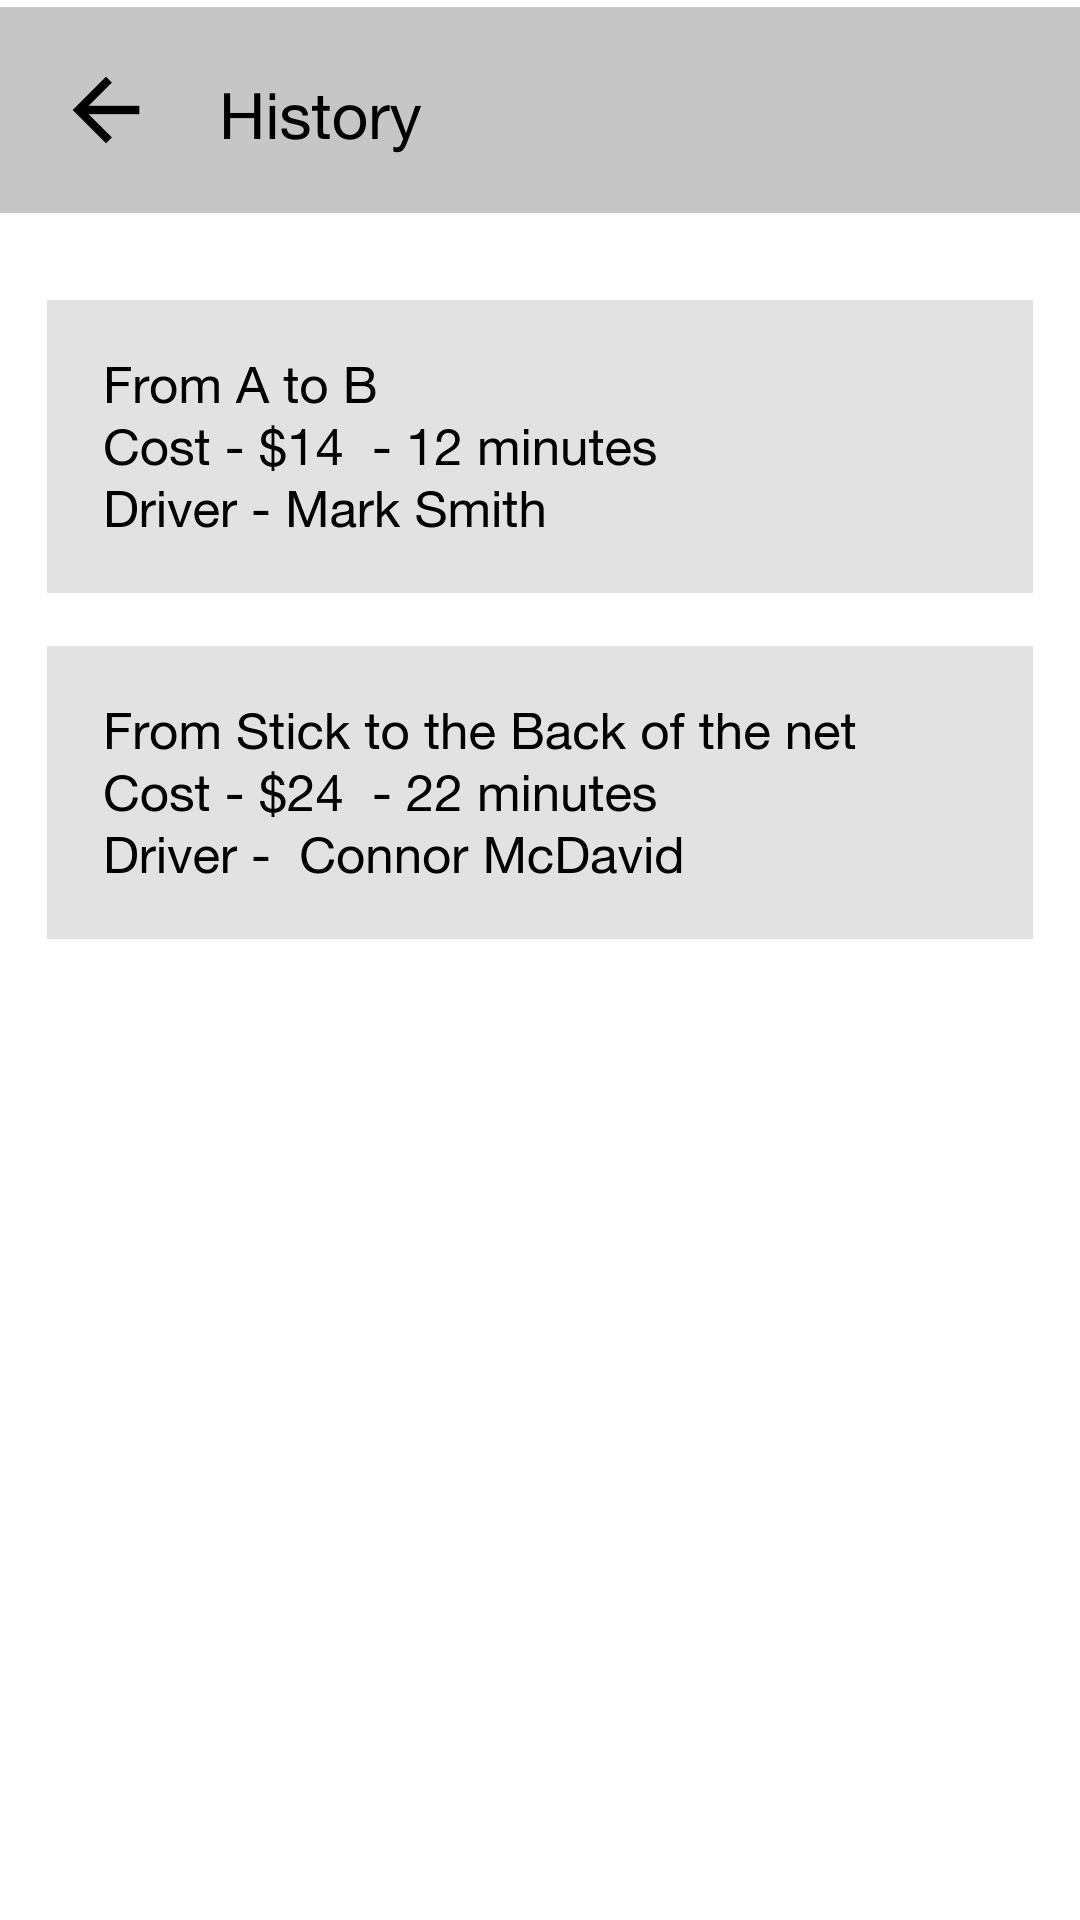 History
From A to B
Cost - $14  - 12 minutes
Driver - Mark Smith
From Stick to the Back of the net
Cost - $24  - 22 minutes
Driver -  Connor McDavid